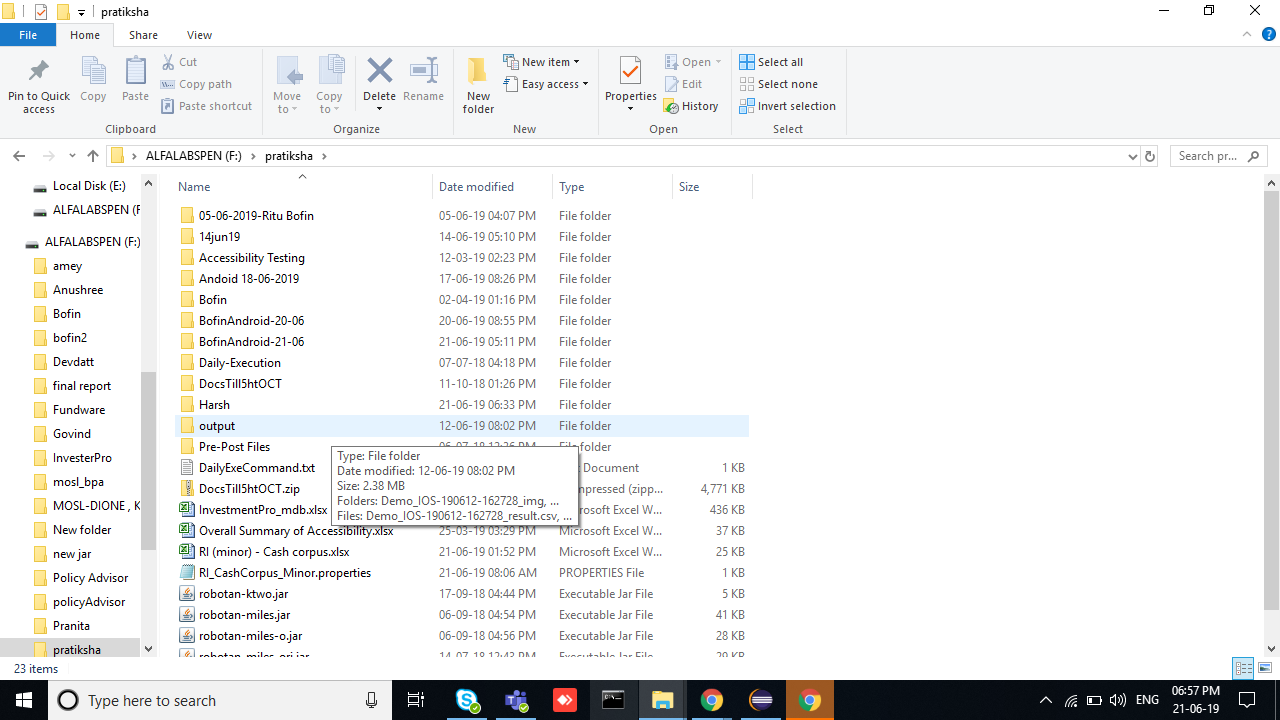 pratiksha
File Home Share View
Pin to Quick access
Copy
Paste
Cut
Copy path
Paste shortcut
Clipboard
Move to
Copy to
Delete
Rename
Organize
New folder
New item
Easy access
New
Properties
Open
Edit
History
Open
Select all
Select none
Invert selection
Select
ALFALABSPEN (F:) pratiksha
Search pr...
Local Disk (E:)
ALFALABSPEN (F
ALFALABSPEN (F:)
amey
Anushree
Bofin
bofin2
Devdatt
final report
Fundware
Govind
InvesterPro
mosl_bpa
MOSL-DIONE , K
New folder
new jar
Policy Advisor
policyAdvisor
Pranita
pratiksha
Name Date modified Type Size
05-06-2019-Ritu Bofin 05-06-19 04:07 PM File folder
14jun19 14-06-19 05:10 PM File folder
Accessibility Testing 12-03-19 02:23 PM File folder
Andoid 18-06-2019 17-06-19 08:26 PM File folder
Bofin 02-04-19 01:16 PM File folder
BofinAndroid-20-06 20-06-19 08:55 PM File folder
BofinAndroid-21-06 21-06-19 05:11 PM File folder
Daily-Execution 07-07-18 04:18 PM File folder
DocsTill5htOCT 11-10-18 01:26 PM File folder
Harsh 21-06-19 06:33 PM File folder
output 12-06-19 08:02 PM File folder
Pre-Post Files folder
DailyExeCommand.txt Document 1 KB
DocsTill5htOCT.zip mpressed (zipp... 4,771 KB
InvestmentPro_mdb.xlsx icrosoft Excel W... 436 KB
Overall Summary of Accessibility.xlsx 25-03-19 03:29 PM Microsoft Excel W... 37 KB
RI (minor) - Cash corpus.xlsx 21-06-19 01:52 PM Microsoft Excel W... 25 KB
RI_CashCorpus_Minor.properties 21-06-19 08:06 AM PROPERTIES File 1 KB
robotan-ktwo.jar 17-09-18 04:44 PM Executable Jar File 5 KB
robotan-miles.jar 06-09-18 04:54 PM Executable Jar File 41 KB
robotan-miles-o.jar 06-09-18 04:56 PM Executable Jar File 28 KB
robotan-miles-ori.jar 14-07-18 12:43 PM Executable Jar File 29 KB
Type: File folder
Date modified: 12-06-19 08:02 PM
Size: 2.38 MB
Folders: Demo_IOS-190612-162728_img, ...
Files: Demo_IOS-190612-162728_result.csv, ...
23 items
Type here to search
ENG
06:57 PM
21-06-19